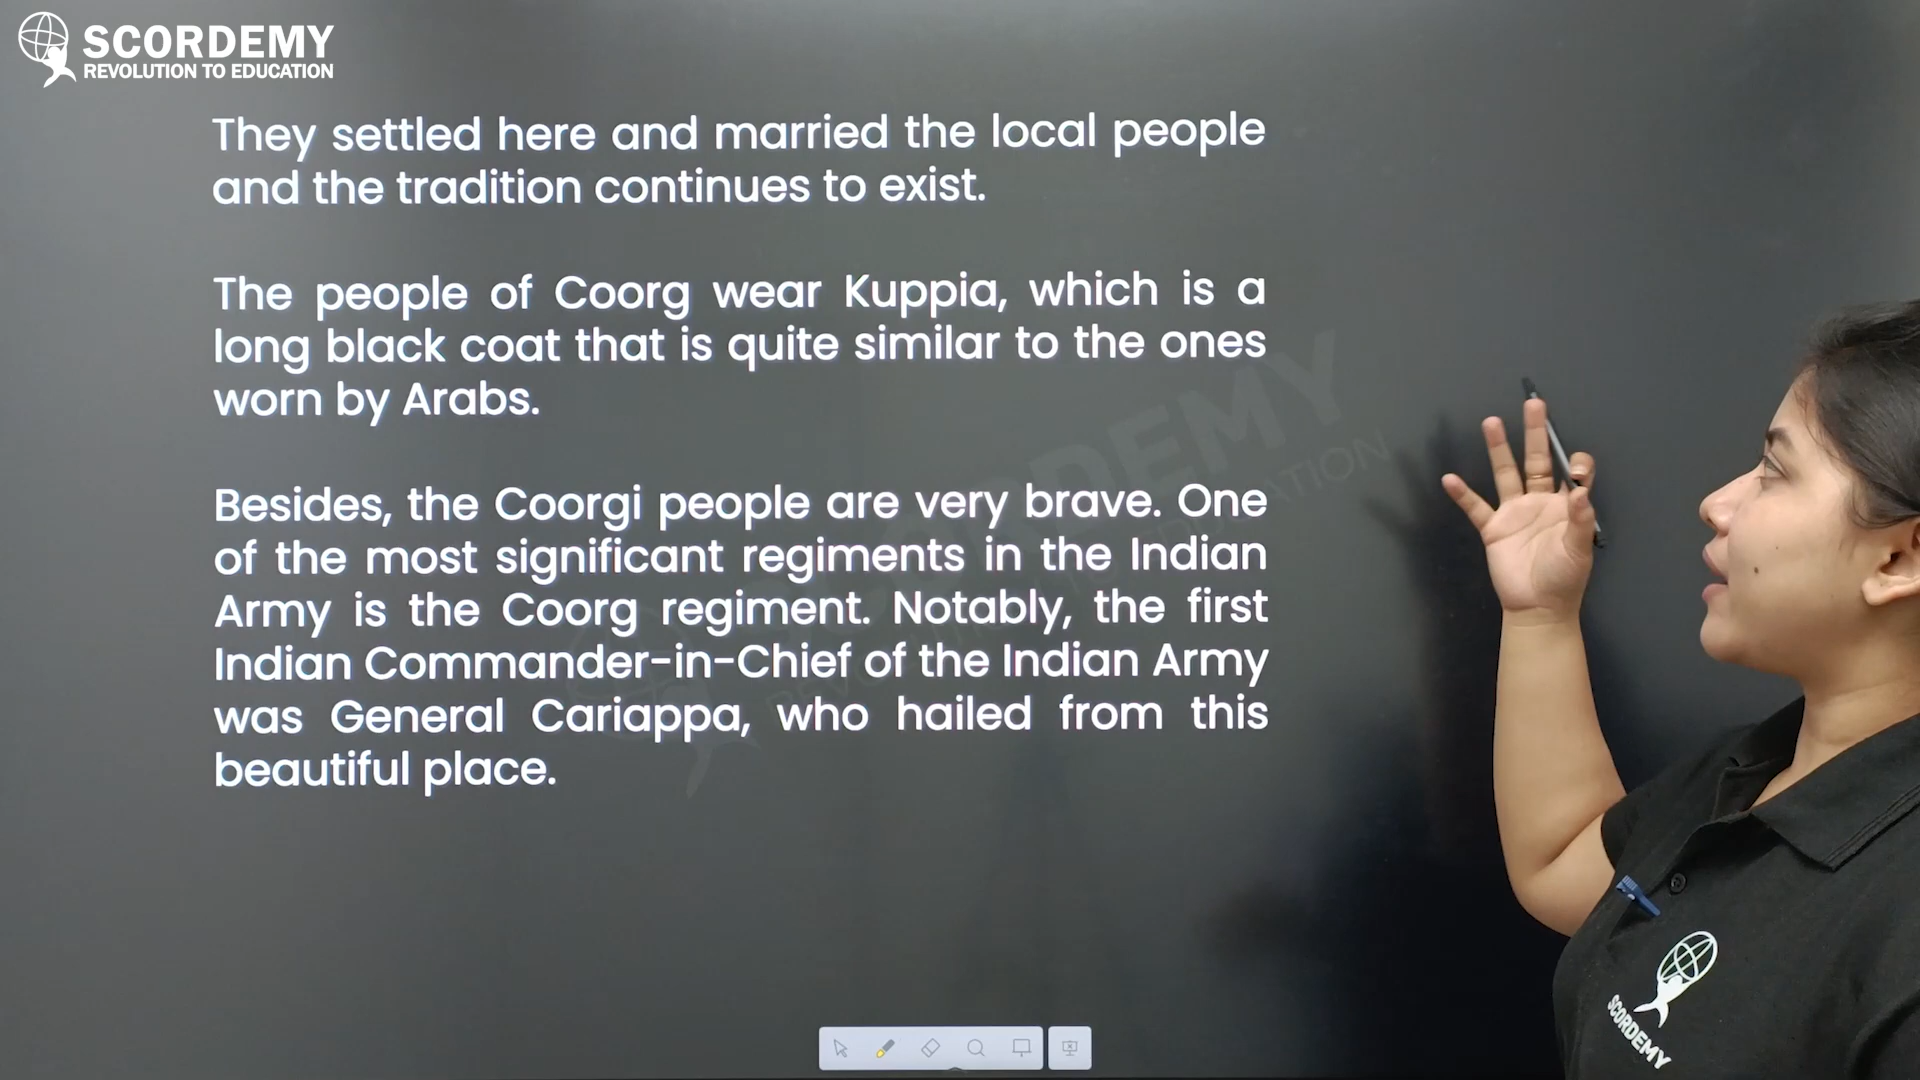 SCORDEMY
REVOLUTION TO EDUCATION
They settled here and married the local people
and the tradition continues to exist.
The people of Coorg wear Kuppia, which is a
long black coat that is quite similar to the ones
worn by Arabs.
Besides, the Coorgi people are very brave. One
of the most significant regiments in the Indian
Army is the Coorg regiment. Notably, the first
Indian Commander-in-Chief of the Indian Army
was General Cariappa, who hailed from this
beautiful place.
SCORDEMY
REVOLUTION TO EDUCATION
SCORDEMY